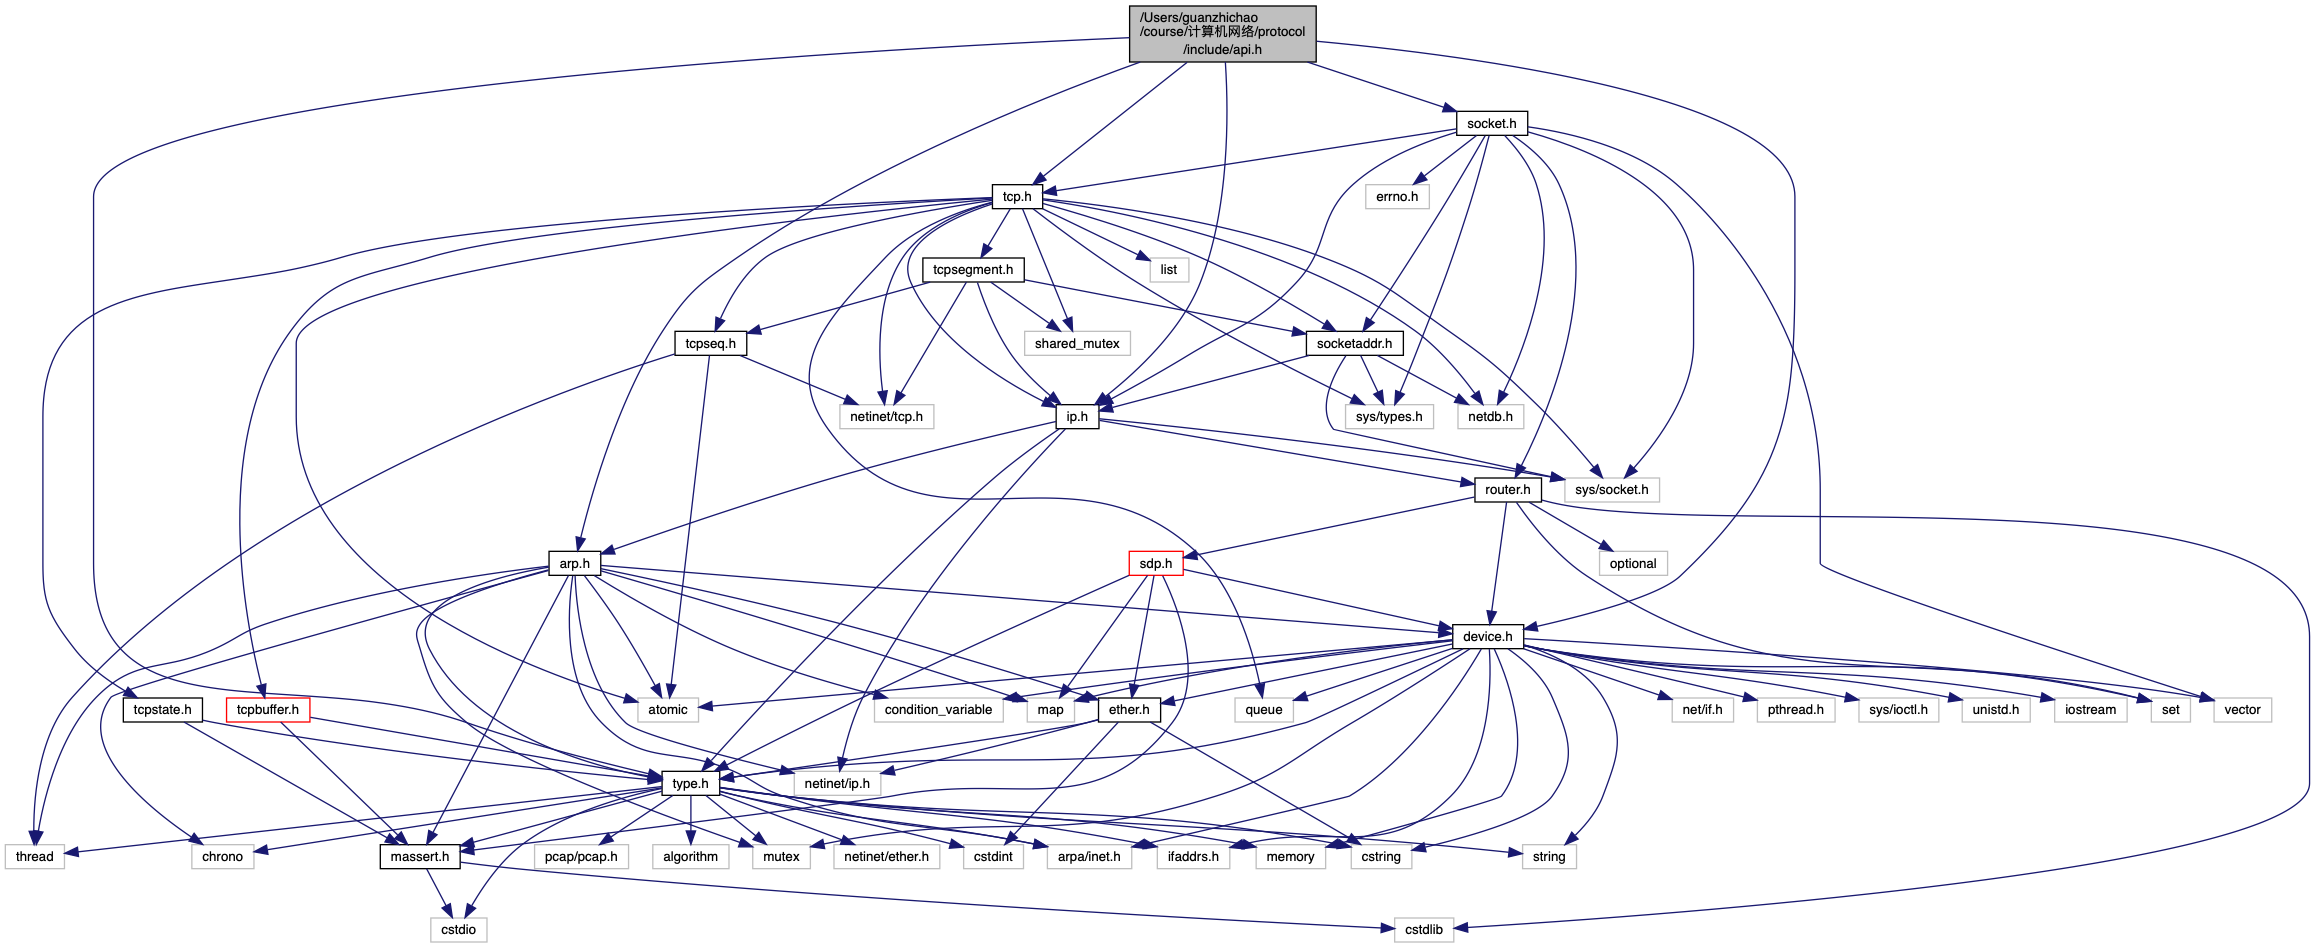 /Users/guanzhichao
/course/计算机网络/protocol
/include/api.h
socket.h
tcp.h
errno.h
tcpsegment.h
list
tcpseq.h
shared_mutex
socketaddr.h
netinet/tcp.h
ip.h
sys/types.h
netdb.h
router.h
sys/socket.h
arp.h
sdp.h
optional
device.h
tcpstate.h
tcpbuffer.h
atomic
condition_variable
map
ether.h
queue
net/if.h
pthread.h
sys/ioctl.h
unistd.h
iostream
set
vector
type.h
netinet/ip.h
thread
chrono
massert.h
pcap/pcap.h
algorithm
mutex
netinet/ether.h
cstdint
arpa/inet.h
ifaddrs.h
memory
cstring
string
cstdio
cstdlib